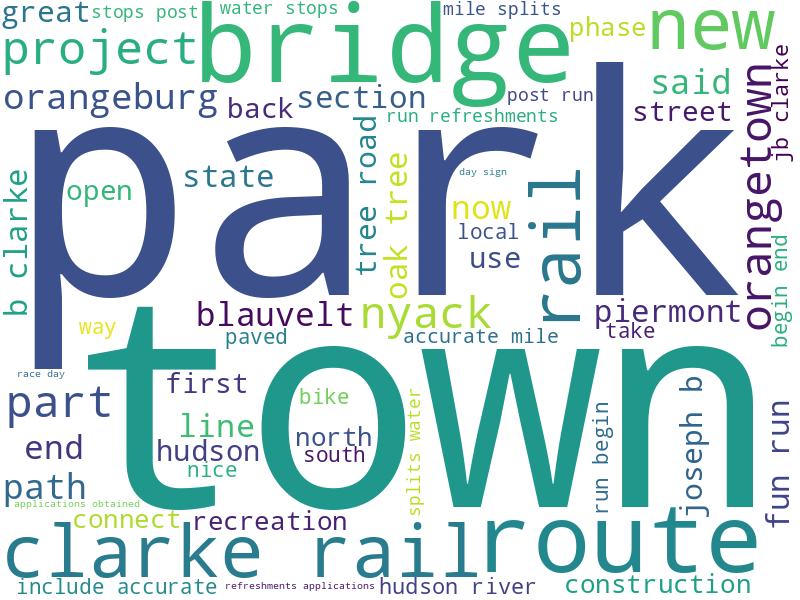 great
stops post
water stops
mile splits
project
bridge
phase
new
orangeburg
back
section
post run
said
street
run refreshments
park
orangetown
jb clarke
b clarke
open
state
tree road
oak tree
day sign
now
local
use
rail
begin end
blauvelt
nyack
piermont
way
paved
accurate mile
take
town
race day
part
first
bike
line
north
south
end
hudson
nice
splits water
run begin
joseph b
fun run
path
applications obtained
connect
recreation
clarke rail
route
include accurate
refreshments applications
hudson river
construction